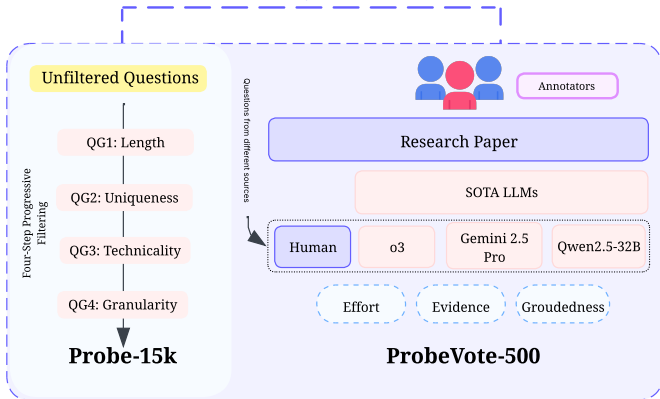 Unfiltered Questions
QG1: Length
QG2: Uniqueness
QG3: Technicality
QG4: Granularity
Four-Step Progressive
Filtering
Probe-15k
Questions from different sources
Annotators
Research Paper
SOTA LLMs
Human
o3
Gemini 2.5
Pro
Qwen2.5-32B
Effort
Evidence
Groudedness
ProbeVote-500